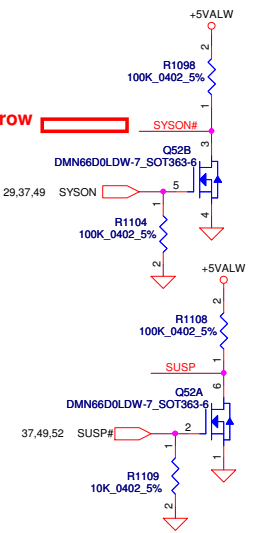 +5VALW
2
R1098
100K_0402_5%
1
row
SYSON#
3
Q52B
DMN66D0LDW-7_SOT363-6
29,37,49 SYSON
5
1
4
R1104
100K_0402_5%
2
+5VALW
2
R1108
100K_0402_5%
1
SUSP
6
Q52A
DMN66D0LDW-7_SOT363-6
37,49,52 SUSP#
2
1
1
R1109
10K_0402_5%
2